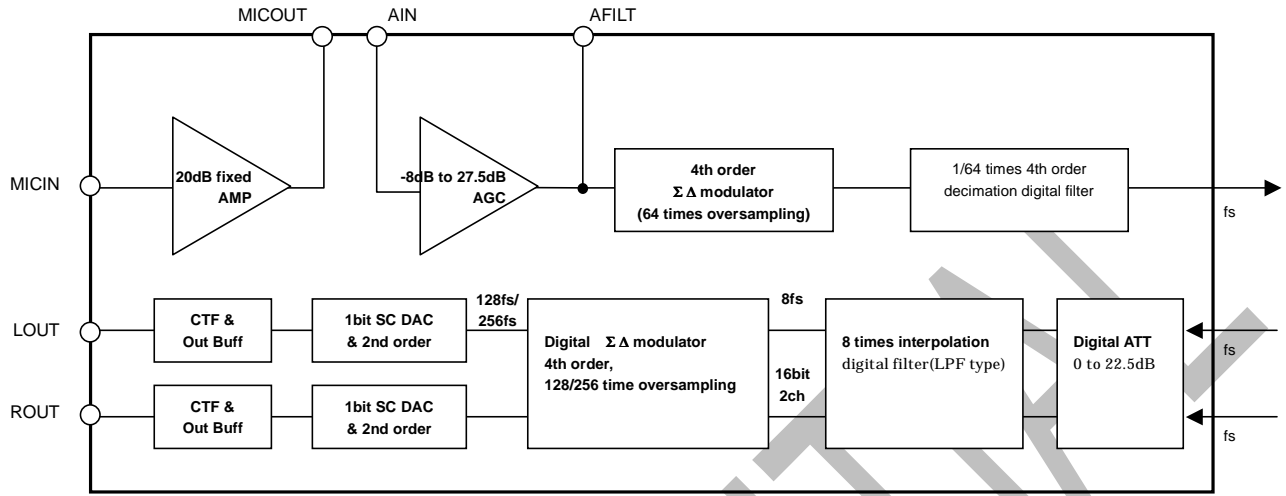 MICOUT AIN AFILT
MICIN
20dB fixed
AMP
-8dB to 27.5dB
AGC
4th order
Σ Δ modulator
(64 times oversampling)
1/64 times 4th order
decimation digital filter
fs
LOUT
CTF &
Out Buff
1bit SC DAC
& 2nd order
128fs/
256fs
Digital Σ Δ modulator
4th order,
128/256 time oversampling
8fs
16bit
2ch
8 times interpolation
digital filter(LPF type)
Digital ATT
0 to 22.5dB
fs
ROUT
CTF &
Out Buff
1bit SC DAC
& 2nd order
fs